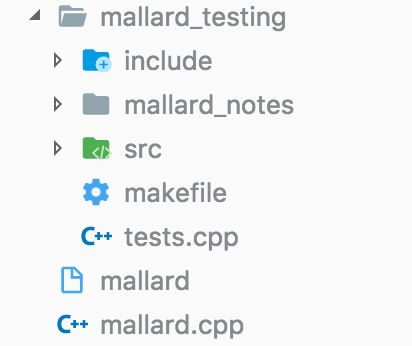 mallard_testing
include
mallard_notes
src
makefile
C++ tests.cpp
mallard
C++ mallard.cpp